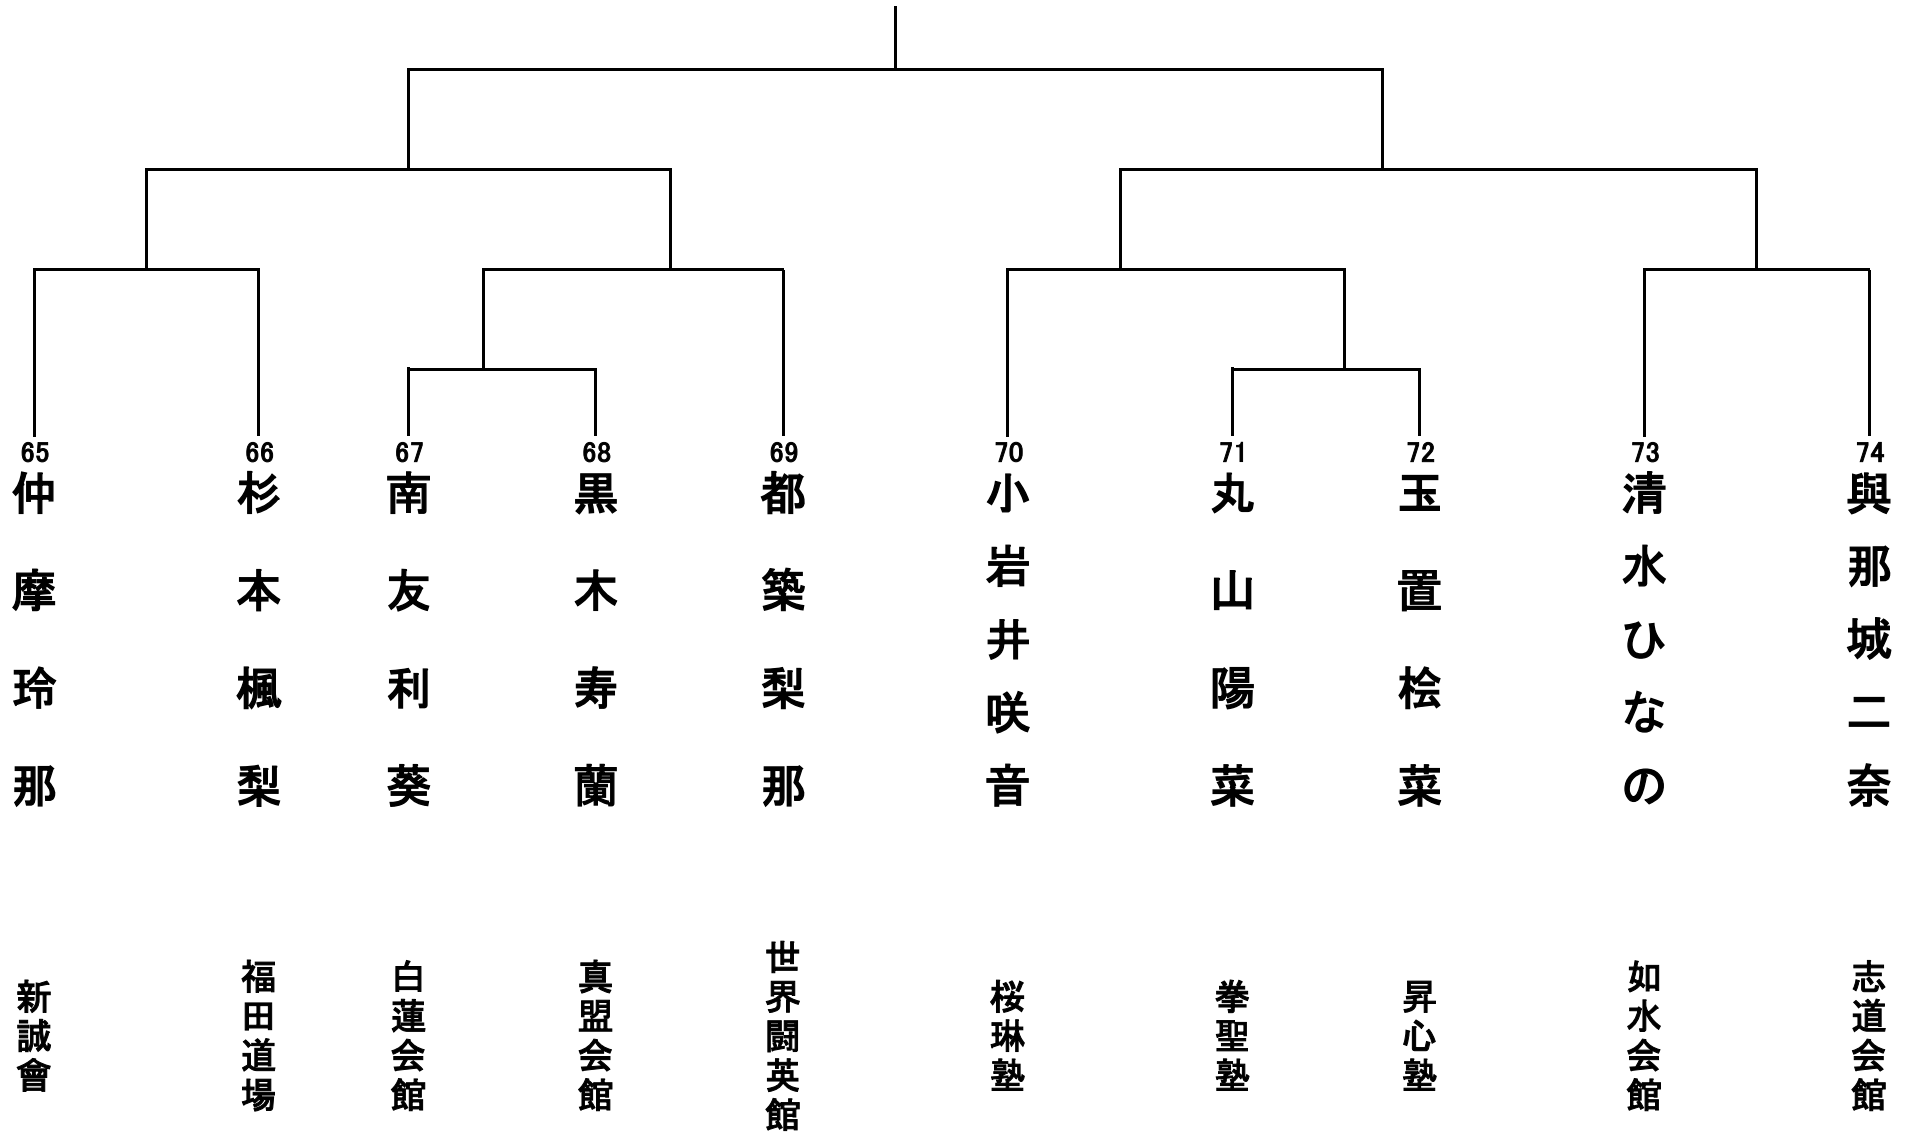 65
仲摩玲那
新誠會
66
杉本楓梨
福田道場
67
南友利葵
白蓮会館
68
黒木寿蘭
真盟会館
69
都築梨那
世界闘英館
70
小岩井咲音
桜琳塾
71
丸山陽菜
拳聖塾
72
玉置桧菜
昇心塾
73
清水ひなの
如水会館
74
與那城二奈
志道会館